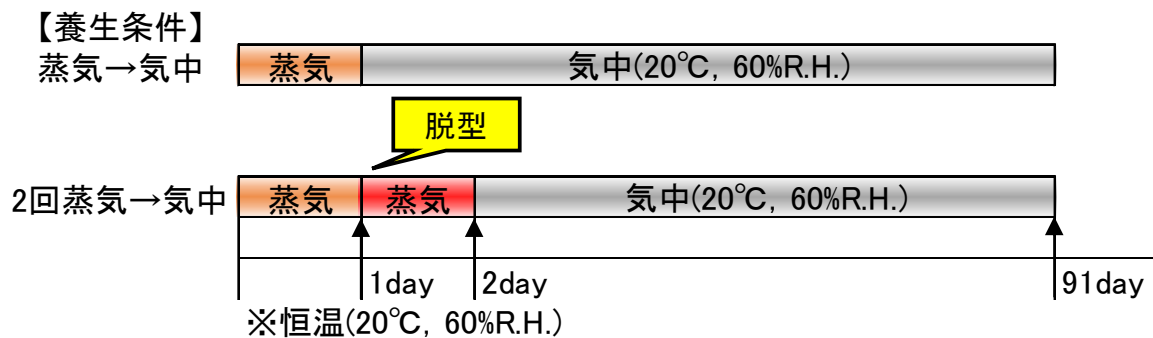 【養生条件】
蒸気→気中
蒸気
気中(20℃, 60%R.H.)
脱型
2回蒸気→気中
蒸気
蒸気
気中(20℃, 60%R.H.)
1day
2day
91day
※恒温(20℃, 60%R.H.)